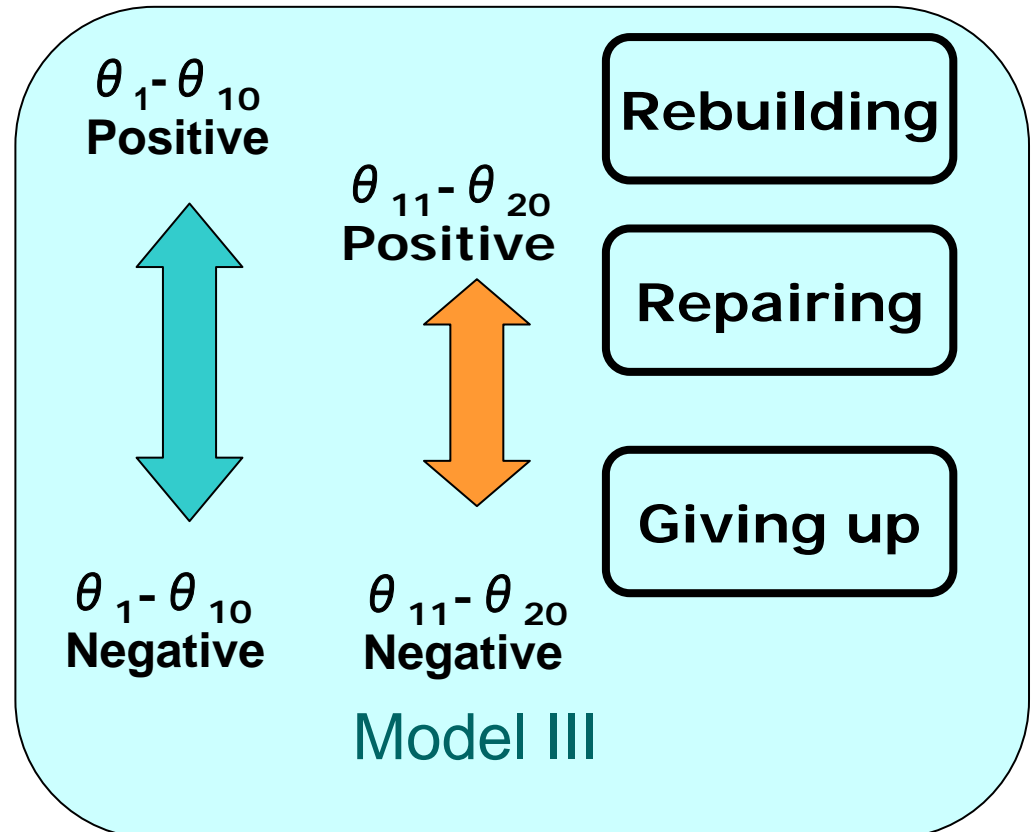 θ₁-θ₁₀
Positive
θ₁₁-θ₂₀
Positive
θ₁-θ₁₀
Negative
θ₁₁-θ₂₀
Negative
Rebuilding
Repairing
Giving up
Model III